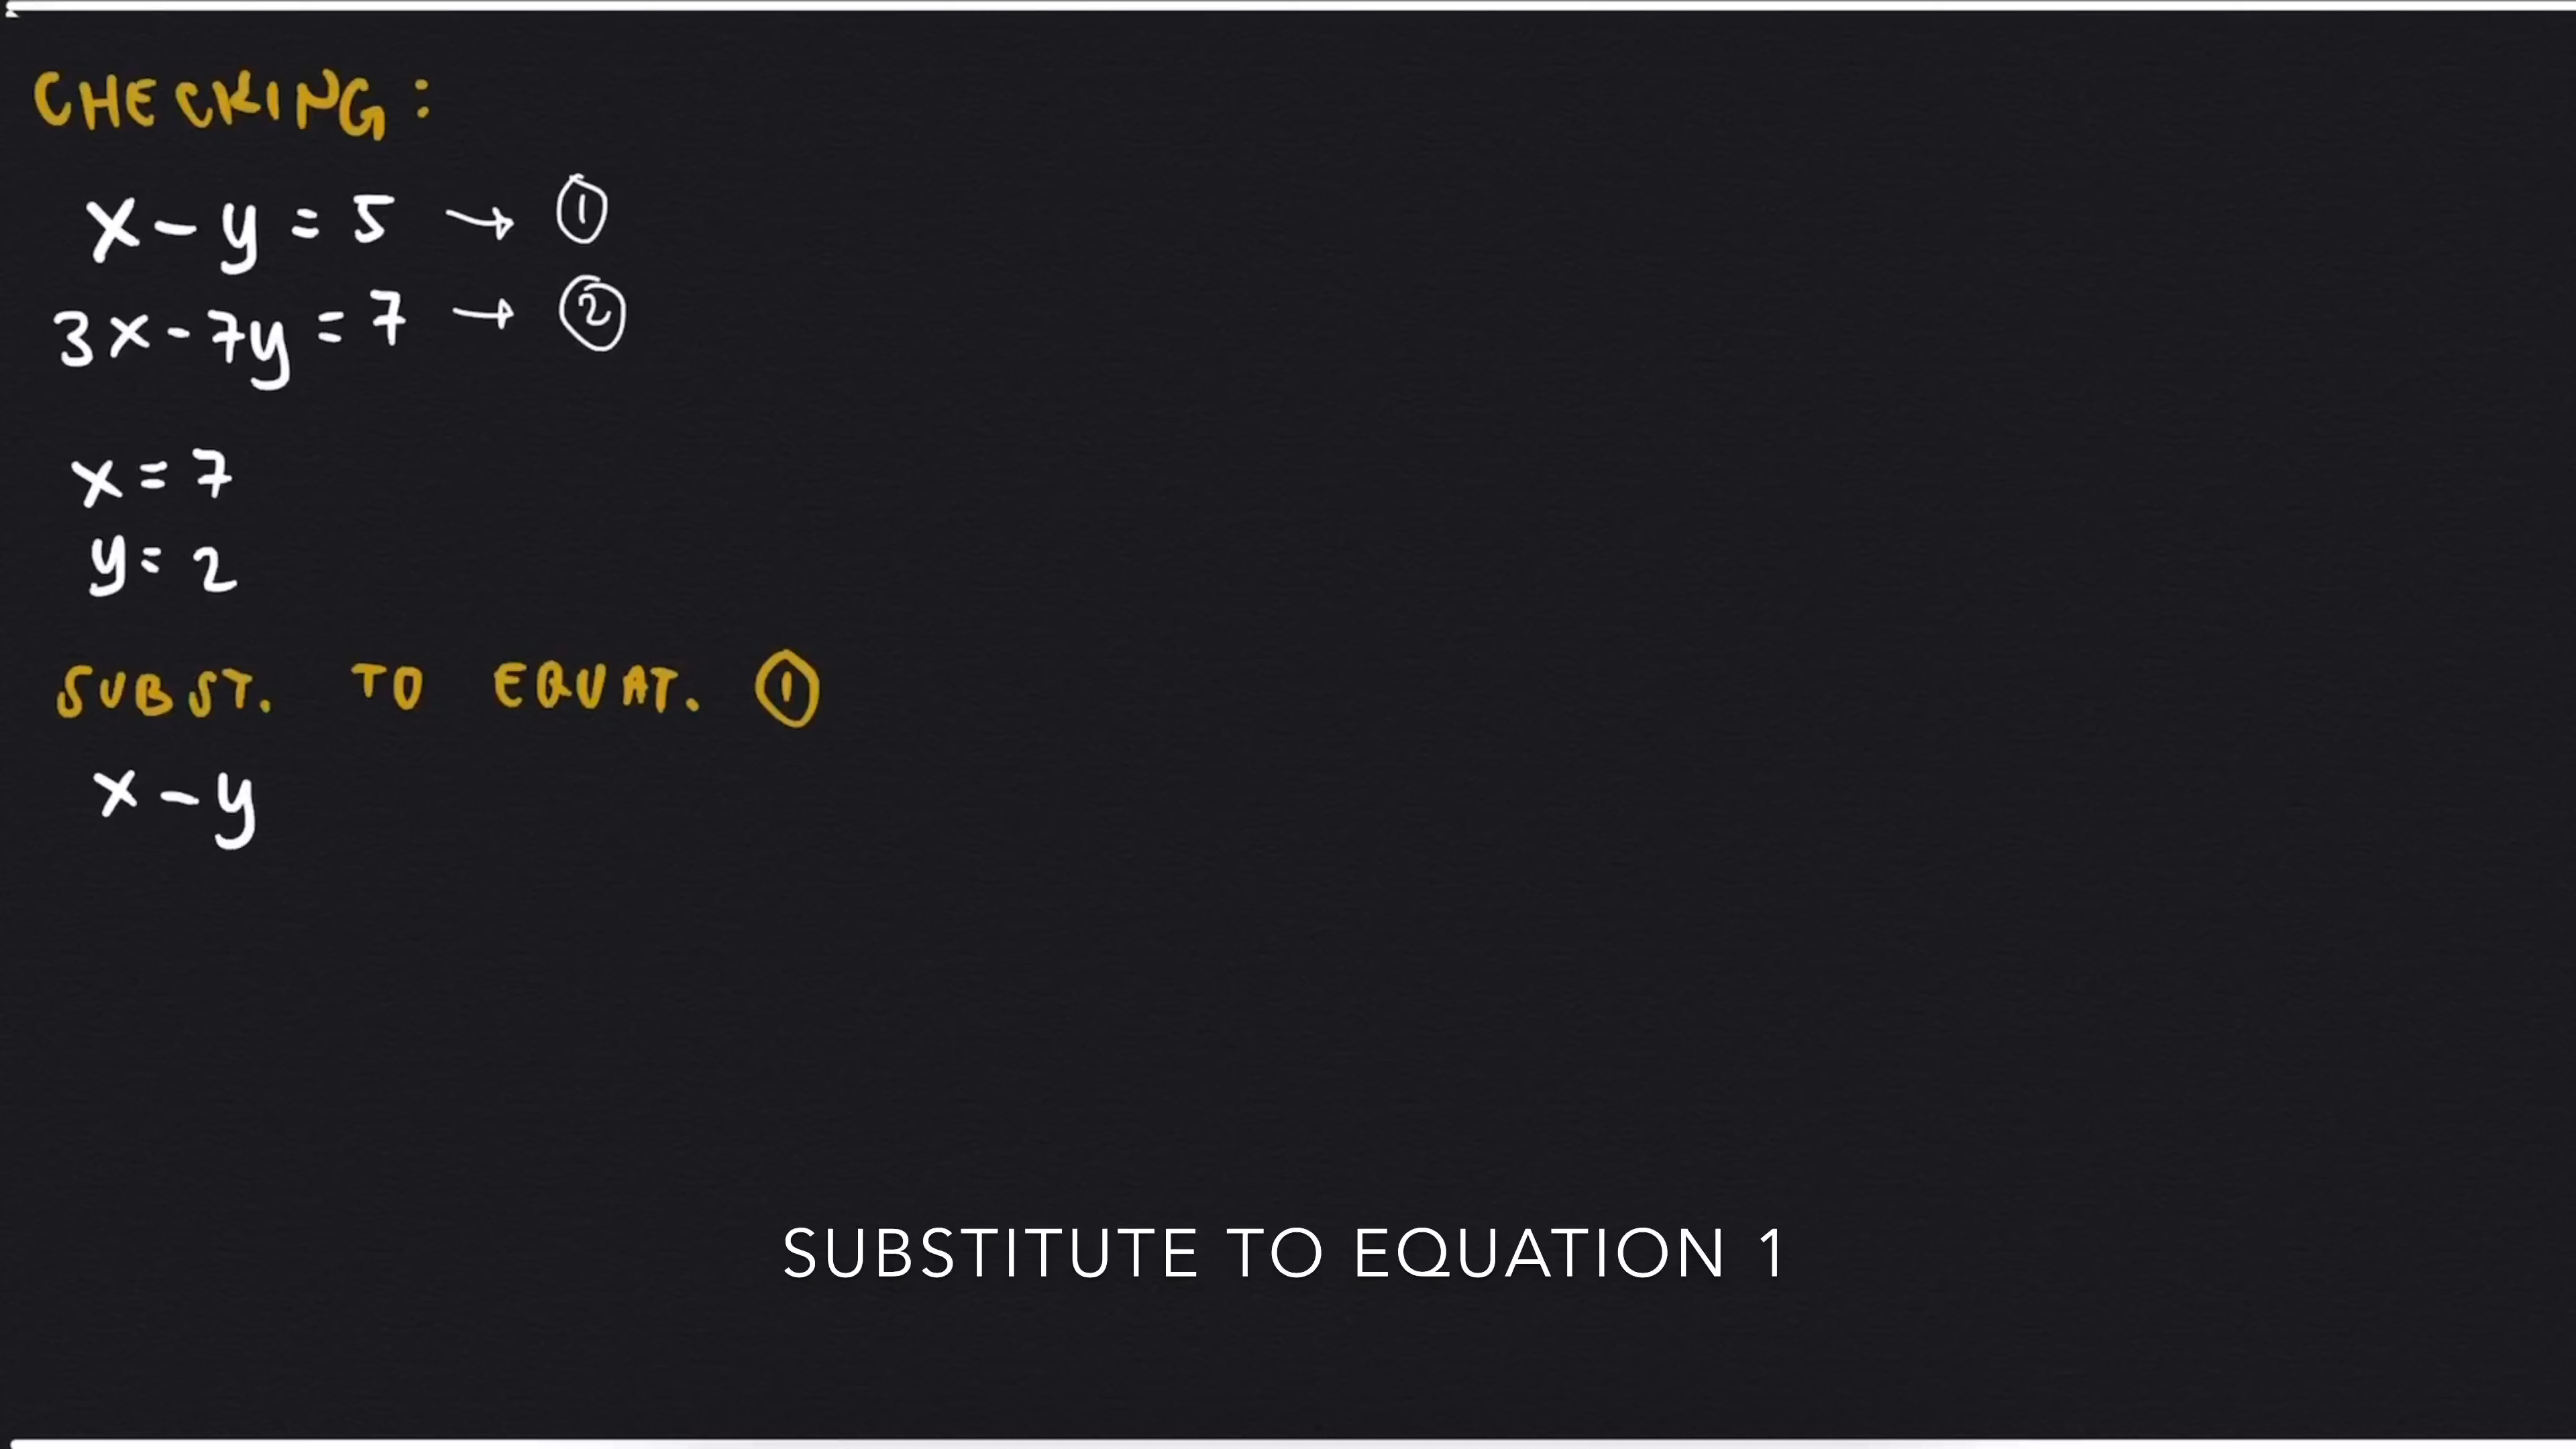 CHECKING:
x - y = 5 → ①
3x - 7y = 7 → ②
x = 7
y = 2
SUBST. TO EQUAT. ①
x - y
SUBSTITUTE TO EQUATION 1